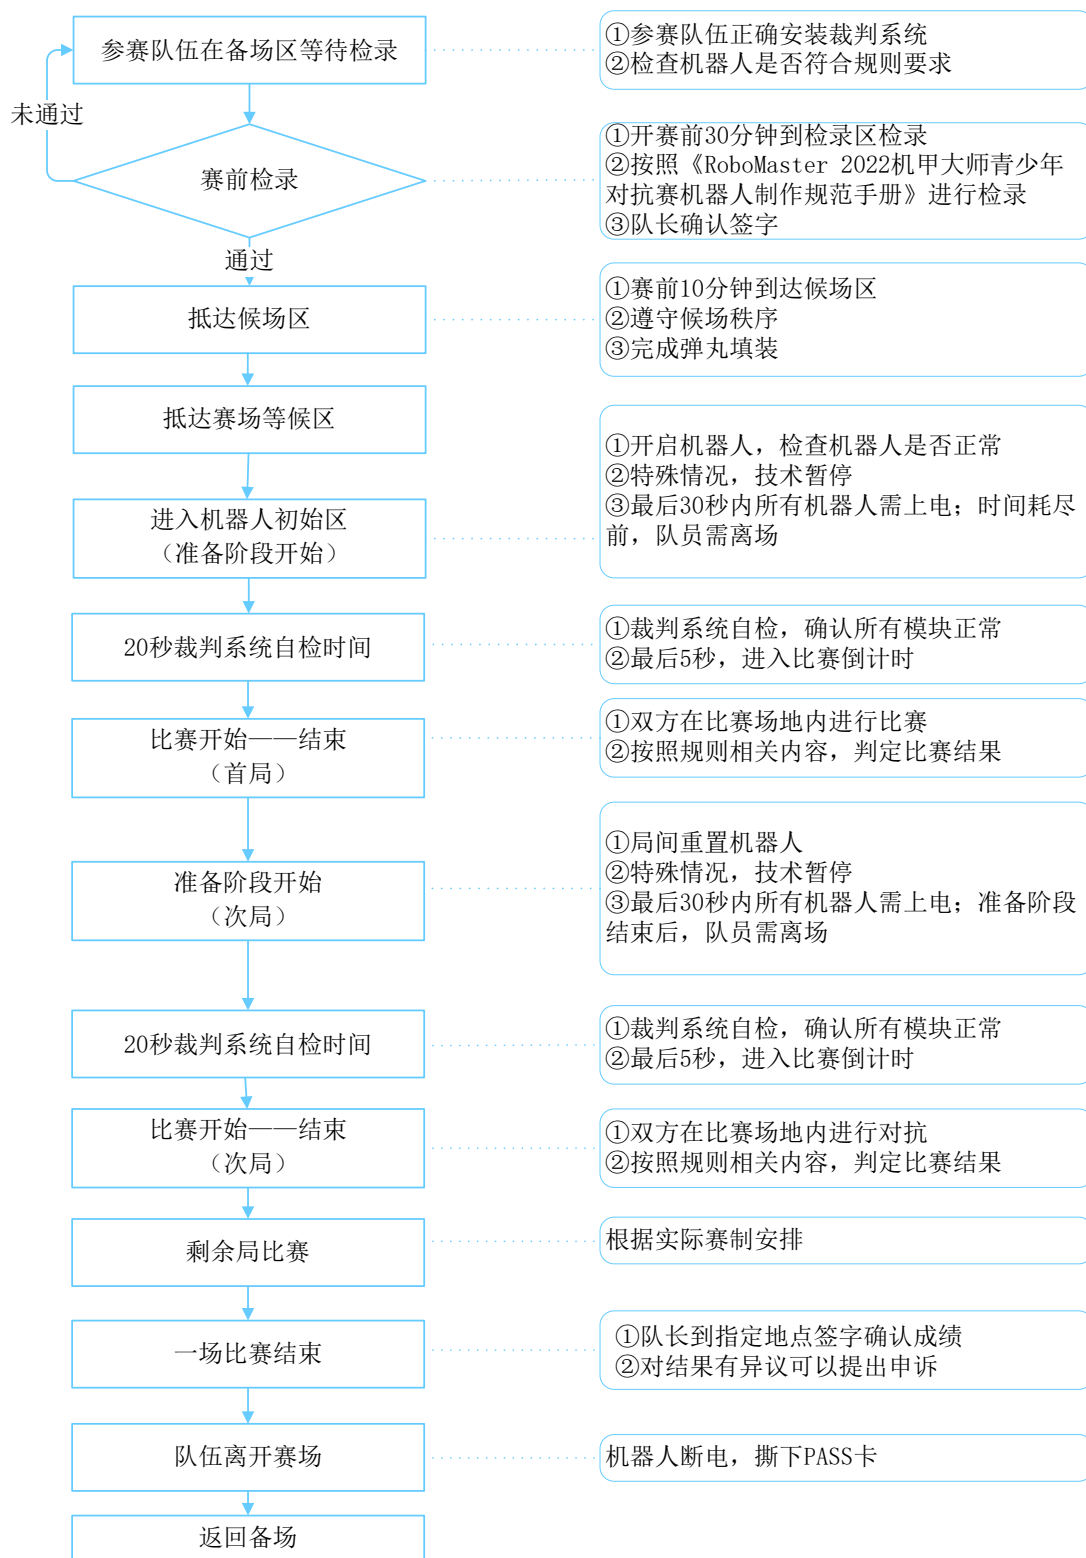 参赛队伍在备场区等待检录
①参赛队伍正确安装裁判系统
②检查机器人是否符合规则要求
未通过
赛前检录
①开赛前30分钟到检录区检录
②按照《RoboMaster 2022机甲大师青少年
对抗赛机器人制作规范手册》进行检录
③队长确认签字
通过
抵达候场区
①赛前10分钟到达候场区
②遵守候场秩序
③完成弹丸填装
抵达赛场等候区
进入机器人初始区
（准备阶段开始）
①开启机器人，检查机器人是否正常
②特殊情况，技术暂停
③最后30秒内所有机器人需上电；时间耗尽
前，队员需离场
20秒裁判系统自检时间
①裁判系统自检，确认所有模块正常
②最后5秒，进入比赛倒计时
比赛开始——结束
（首局）
①双方在比赛场地内进行比赛
②按照规则相关内容，判定比赛结果
准备阶段开始
（次局）
①局间重置机器人
②特殊情况，技术暂停
③最后30秒内所有机器人需上电；准备阶段
结束后，队员需离场
20秒裁判系统自检时间
①裁判系统自检，确认所有模块正常
②最后5秒，进入比赛倒计时
比赛开始——结束
（次局）
①双方在比赛场地内进行对抗
②按照规则相关内容，判定比赛结果
剩余局比赛
根据实际赛制安排
一场比赛结束
①队长到指定地点签字确认成绩
②对结果有异议可以提出申诉
队伍离开赛场
机器人断电，撕下PASS卡
返回备场